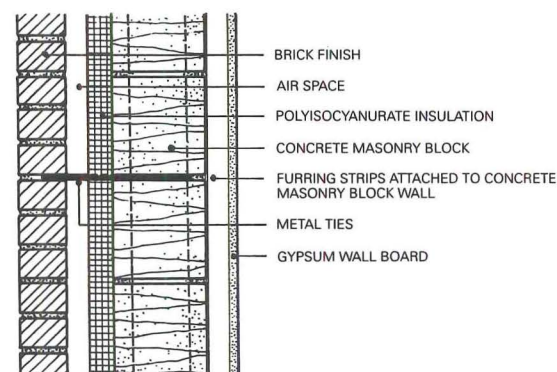 BRICK FINISH
AIR SPACE
POLYISOCYANURATE INSULATION
CONCRETE MASONRY BLOCK
FURRING STRIPS ATTACHED TO CONCRETE
MASONRY BLOCK WALL
METAL TIES
GYPSUM WALL BOARD